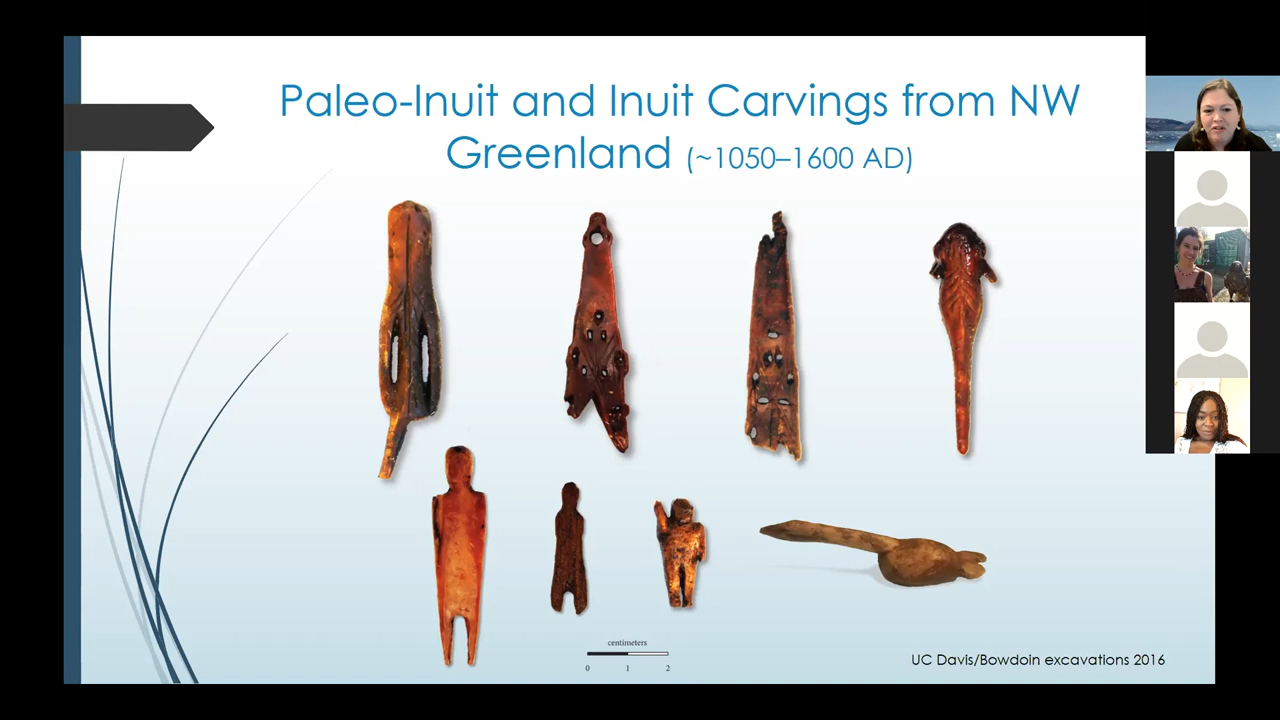 Paleo-Inuit and Inuit Carvings from NW
Greenland (~1050–1600 AD)
centimeters
0 1 2
UC Davis/Bowdoin excavations 2016